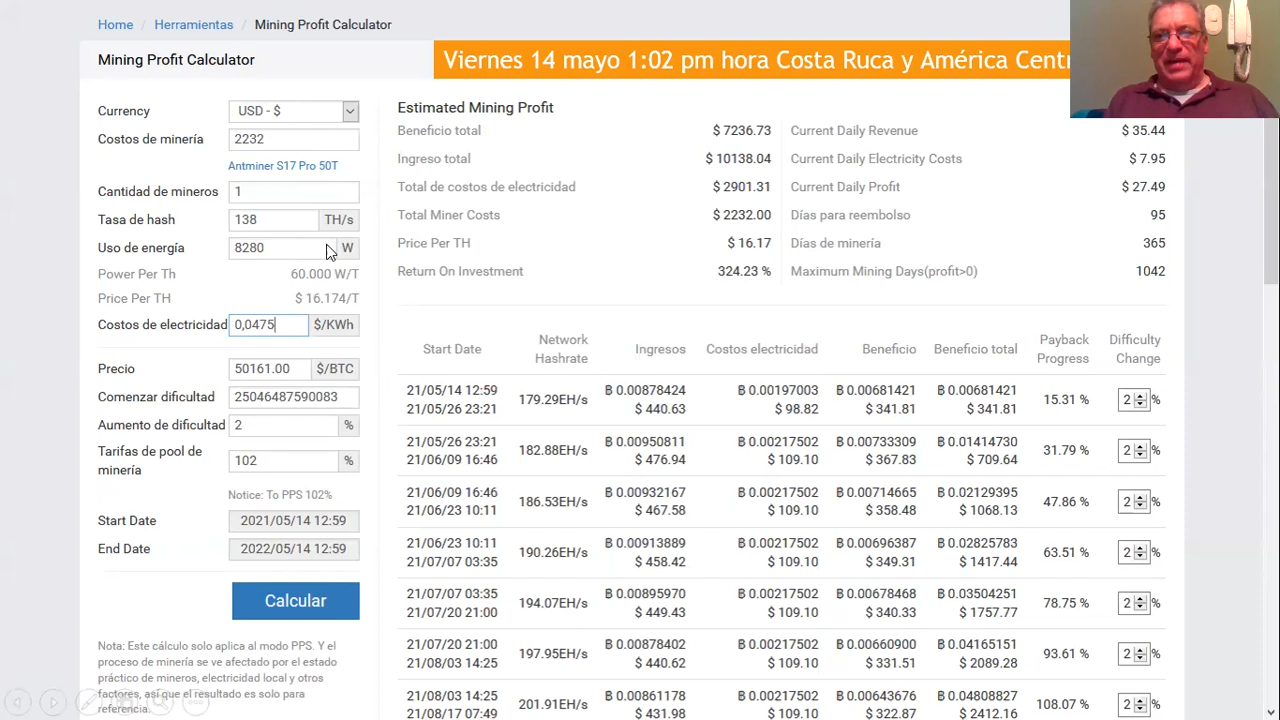 Home / Herramientas / Mining Profit Calculator
Mining Profit Calculator
Viernes 14 mayo 1:02 pm hora Costa Ruca y América Centr
Currency USD - $
Costos de minería 2232
Antminer S17 Pro 50T
Cantidad de mineros 1
Tasa de hash 138 TH/s
Uso de energía 8280 W
Power Per Th 60.000 W/T
Price Per TH $ 16.174/T
Costos de electricidad 0,0475 $/KWh
Precio 50161.00 $/BTC
Comenzar dificultad 25046487590083
Aumento de dificultad 2 %
Tarifas de pool de
minería 102 %
Notice: To PPS 102%
Start Date 2021/05/14 12:59
End Date 2022/05/14 12:59
Calcular
Nota: Este cálculo solo aplica al modo PPS. Y el
proceso de minería se ve afectado por el estado
práctico de minería, electricidad local y otros
factores, así que el resultado es solo para
referencia.
Estimated Mining Profit
Beneficio total $ 7236.73 Current Daily Revenue $ 35.44
Ingreso total $ 10138.04 Current Daily Electricity Costs $ 7.95
Total de costos de electricidad $ 2901.31 Current Daily Profit $ 27.49
Total Miner Costs $ 2232.00 Días para reembolso 95
Price Per TH $ 16.17 Días de minería 365
Return On Investment 324.23 % Maximum Mining Days(profit>0) 1042
Network Payback Difficulty
Start Date Ingresos Costos electricidad Beneficio Beneficio total
Hashrate Progress Change
21/05/14 12:59 ฿ 0.00878424 ฿ 0.00197003 ฿ 0.00681421 ฿ 0.00681421
179.29EH/s 15.31 % 2 %
21/05/26 23:21 $ 440.63 $ 98.82 $ 341.81 $ 341.81
21/05/26 23:21 ฿ 0.00950811 ฿ 0.00217502 ฿ 0.00733309 ฿ 0.01414730
182.88EH/s 31.79 % 2 %
21/06/09 16:46 $ 476.94 $ 109.10 $ 367.83 $ 709.64
21/06/09 16:46 ฿ 0.00932167 ฿ 0.00217502 ฿ 0.00714665 ฿ 0.02129395
186.53EH/s 47.86 % 2 %
21/06/23 10:11 $ 467.58 $ 109.10 $ 358.48 $ 1068.13
21/06/23 10:11 ฿ 0.00913889 ฿ 0.00217502 ฿ 0.00696387 ฿ 0.02825783
190.26EH/s 63.51 % 2 %
21/07/07 03:35 $ 458.42 $ 109.10 $ 349.31 $ 1417.44
21/07/07 03:35 ฿ 0.00895970 ฿ 0.00217502 ฿ 0.00678468 ฿ 0.03504251
194.07EH/s 78.75 % 2 %
21/07/20 21:00 $ 449.43 $ 109.10 $ 340.33 $ 1757.77
21/07/20 21:00 ฿ 0.00878402 ฿ 0.00217502 ฿ 0.00660900 ฿ 0.04165151
197.95EH/s 93.61 % 2 %
21/08/03 14:25 $ 440.62 $ 109.10 $ 331.51 $ 2089.28
21/08/03 14:25 ฿ 0.00861178 ฿ 0.00217502 ฿ 0.00643676 ฿ 0.04808827
201.91EH/s 108.07 % 2 %
21/08/17 07:49 $ 431.98 $ 109.10 $ 322.87 $ 2412.16